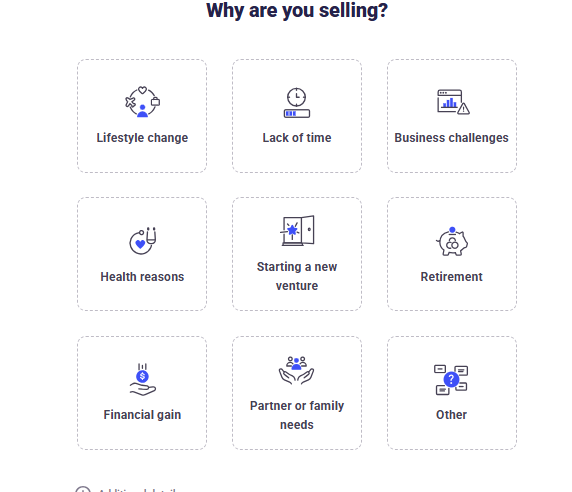 Why are you selling?
Lifestyle change
Lack of time
Business challenges
Health reasons
Starting a new
venture
Retirement
Financial gain
Partner or family
needs
Other